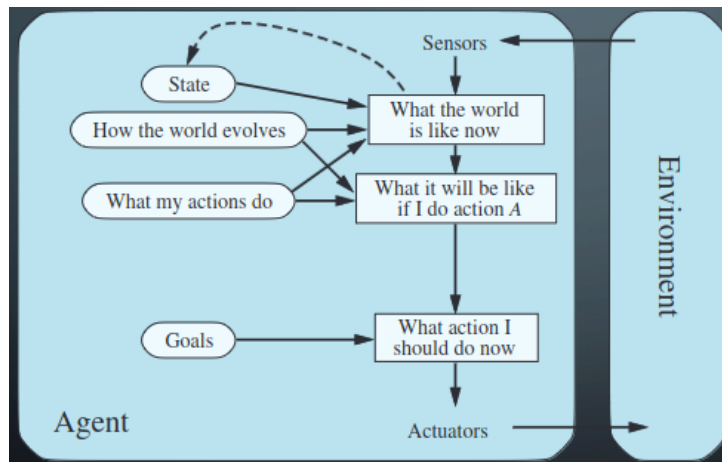 Sensors
State
What the world
is like now
How the world evolves
What it will be like
if I do action A
What my actions do
Environment
What action I
should do now
Goals
Agent
Actuators